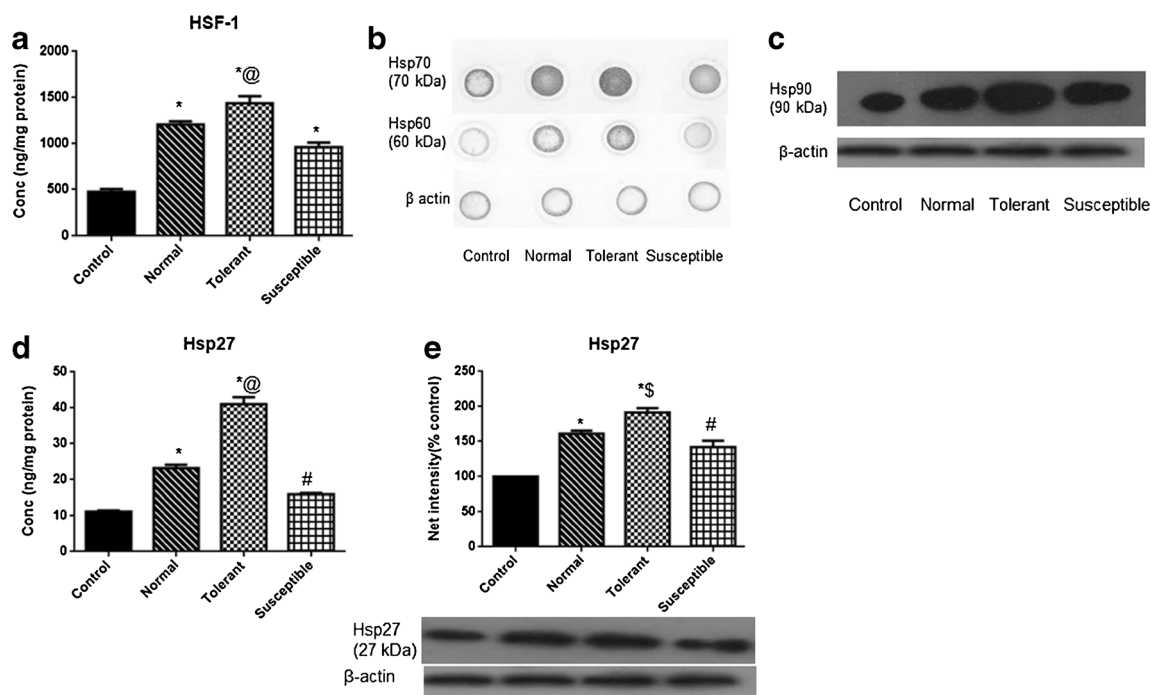 a
HSF-1
Conc (ng/mg protein)
2000
1500
1000
500
0
*
*@
*
Control
Normal
Tolerant
Susceptible
b
Hsp70
(70 kDa)
Hsp60
(60 kDa)
β actin
Control Normal Tolerant Susceptible
c
Hsp90
(90 kDa)
β-actin
Control Normal Tolerant Susceptible
d
Hsp27
Conc (ng/mg protein)
50
40
30
20
10
0
*
*@
#
Control
Normal
Tolerant
Susceptible
e
Hsp27
Net intensity(% control)
250
200
150
100
50
0
*
*$
#
Control
Normal
Tolerant
Susceptible
Hsp27
(27 kDa)
β-actin